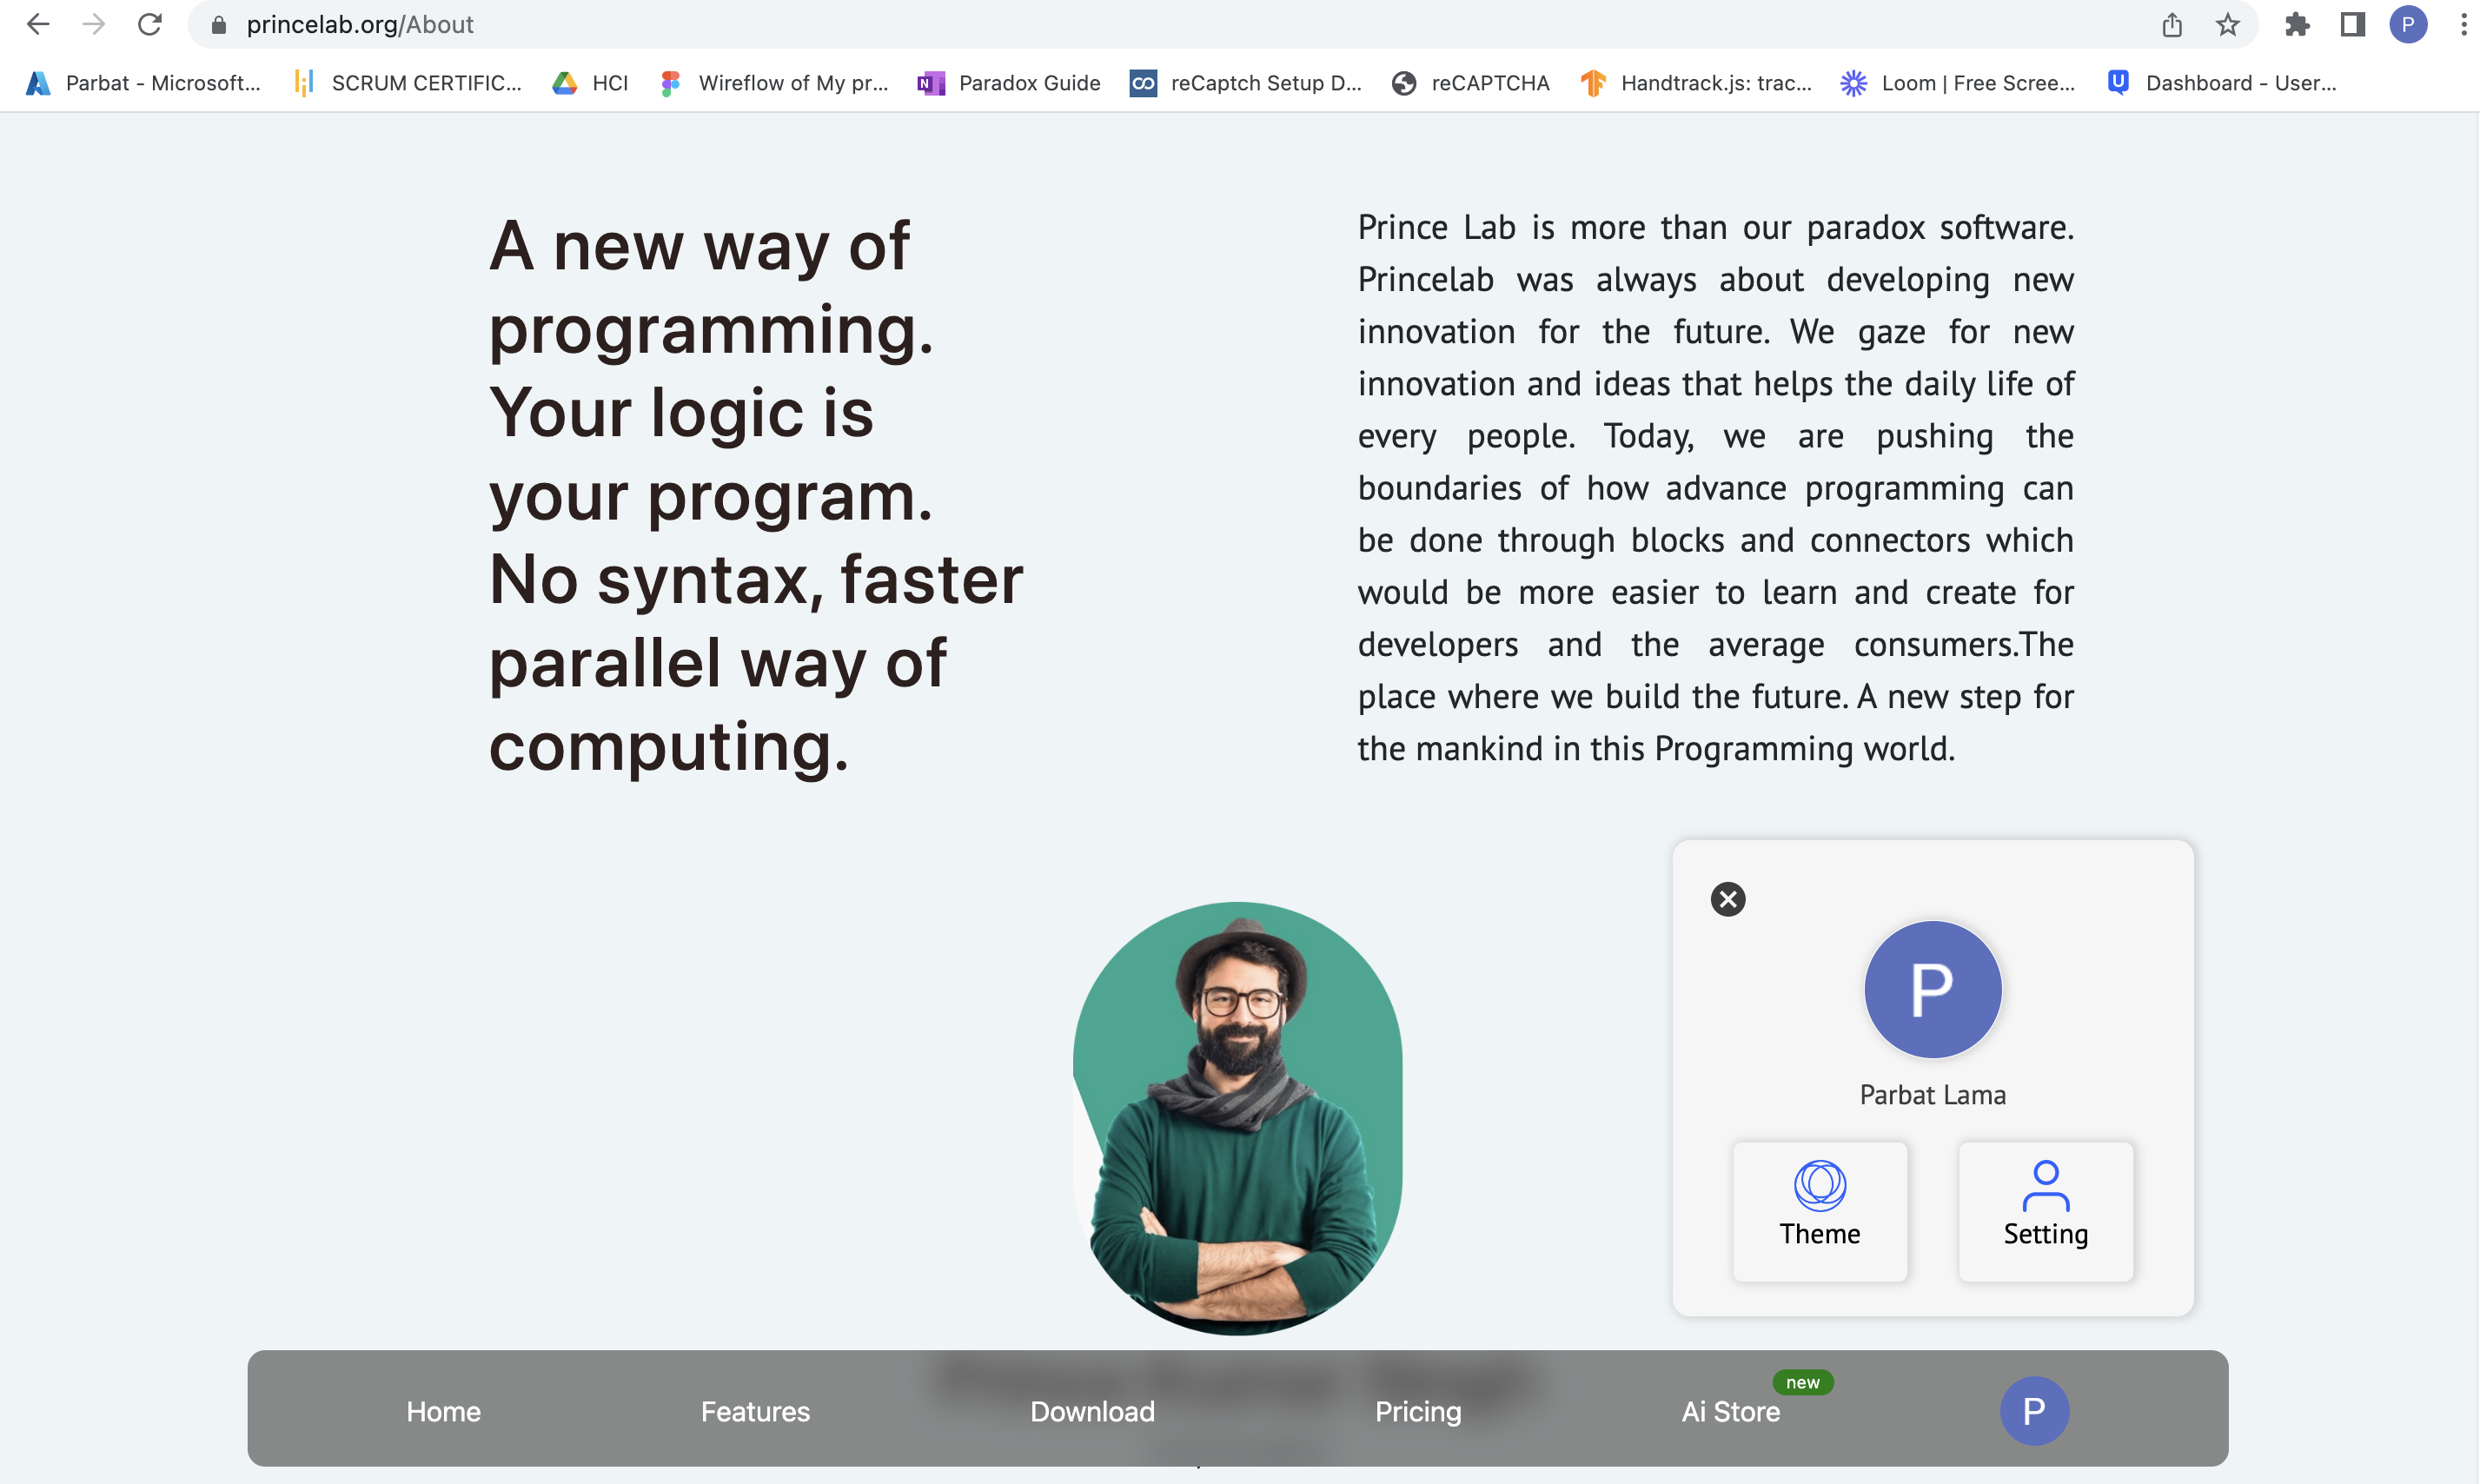 princelab.org/About
P
Parbat - Microsoft...
SCRUM CERTIFIC...
HCI
Wireflow of My pr...
N
Paradox Guide
reCaptch Setup D...
reCAPTCHA
Handtrack.js: trac...
Loom | Free Scree...
U
Dashboard - User...
A new way of
programming.
Your logic is
your program.
No syntax, faster
parallel way of
computing.
Prince Lab is more than our paradox software.
Princelab was always about developing new
innovation for the future. We gaze for new
innovation and ideas that helps the daily life of
every people. Today, we are pushing the
boundaries of how advance programming can
be done through blocks and connectors which
would be more easier to learn and create for
developers and the average consumers.The
place where we build the future. A new step for
the mankind in this Programming world.
P
Parbat Lama
Theme
Setting
Home
Features
Download
Pricing
Ai Store
new
P